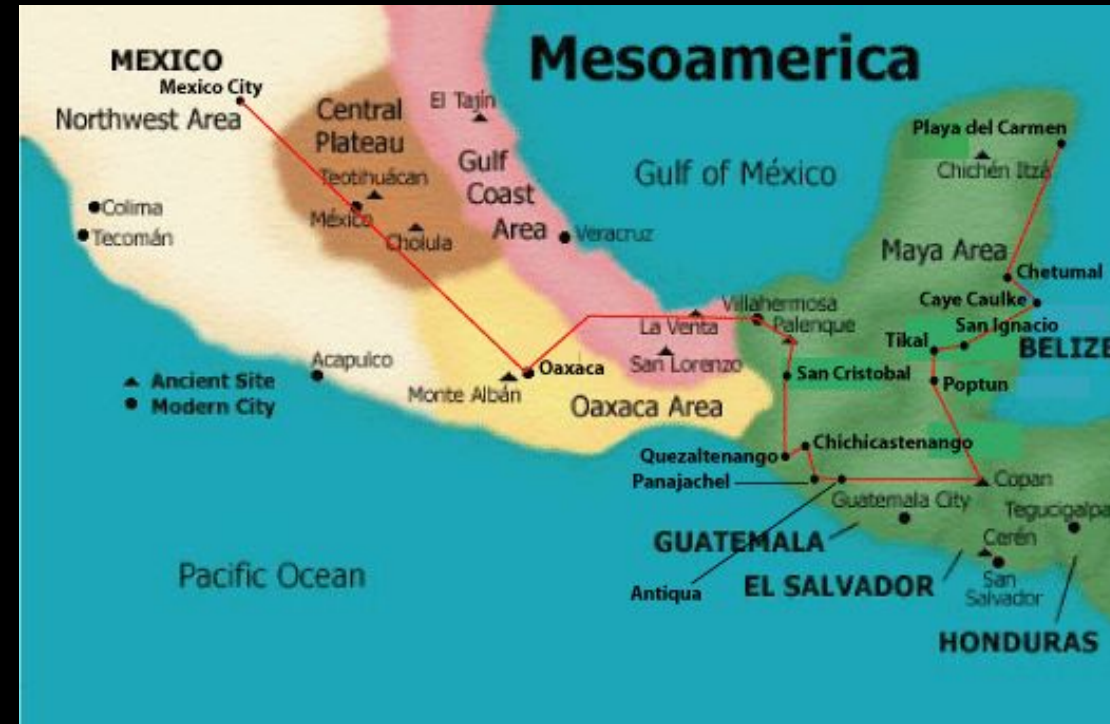 Mesoamerica
MEXICO
Mexico City
Northwest Area
Central
Plateau
El Tajín
Gulf
Coast
Area
Gulf of México
Playa del Carmen
Chichén Itzá
Teotihuácan
México
Cholula
Colima
Tecomán
Veracruz
Maya Area
Chetumal
Caye Caulke
Villahermosa
La Venta
Palenque
San Ignacio
Tikal
BELIZE
Acapulco
Oaxaca
San Lorenzo
San Cristobal
Poptun
Ancient Site
Modern City
Monte Albán
Oaxaca Area
Chichicastenango
Quezaltenango
Panajachel
Copan
Guatemala City
Tegucigalpa
GUATEMALA
Cerén
Pacific Ocean
Antiqua
EL SALVADOR
San
Salvador
HONDURAS